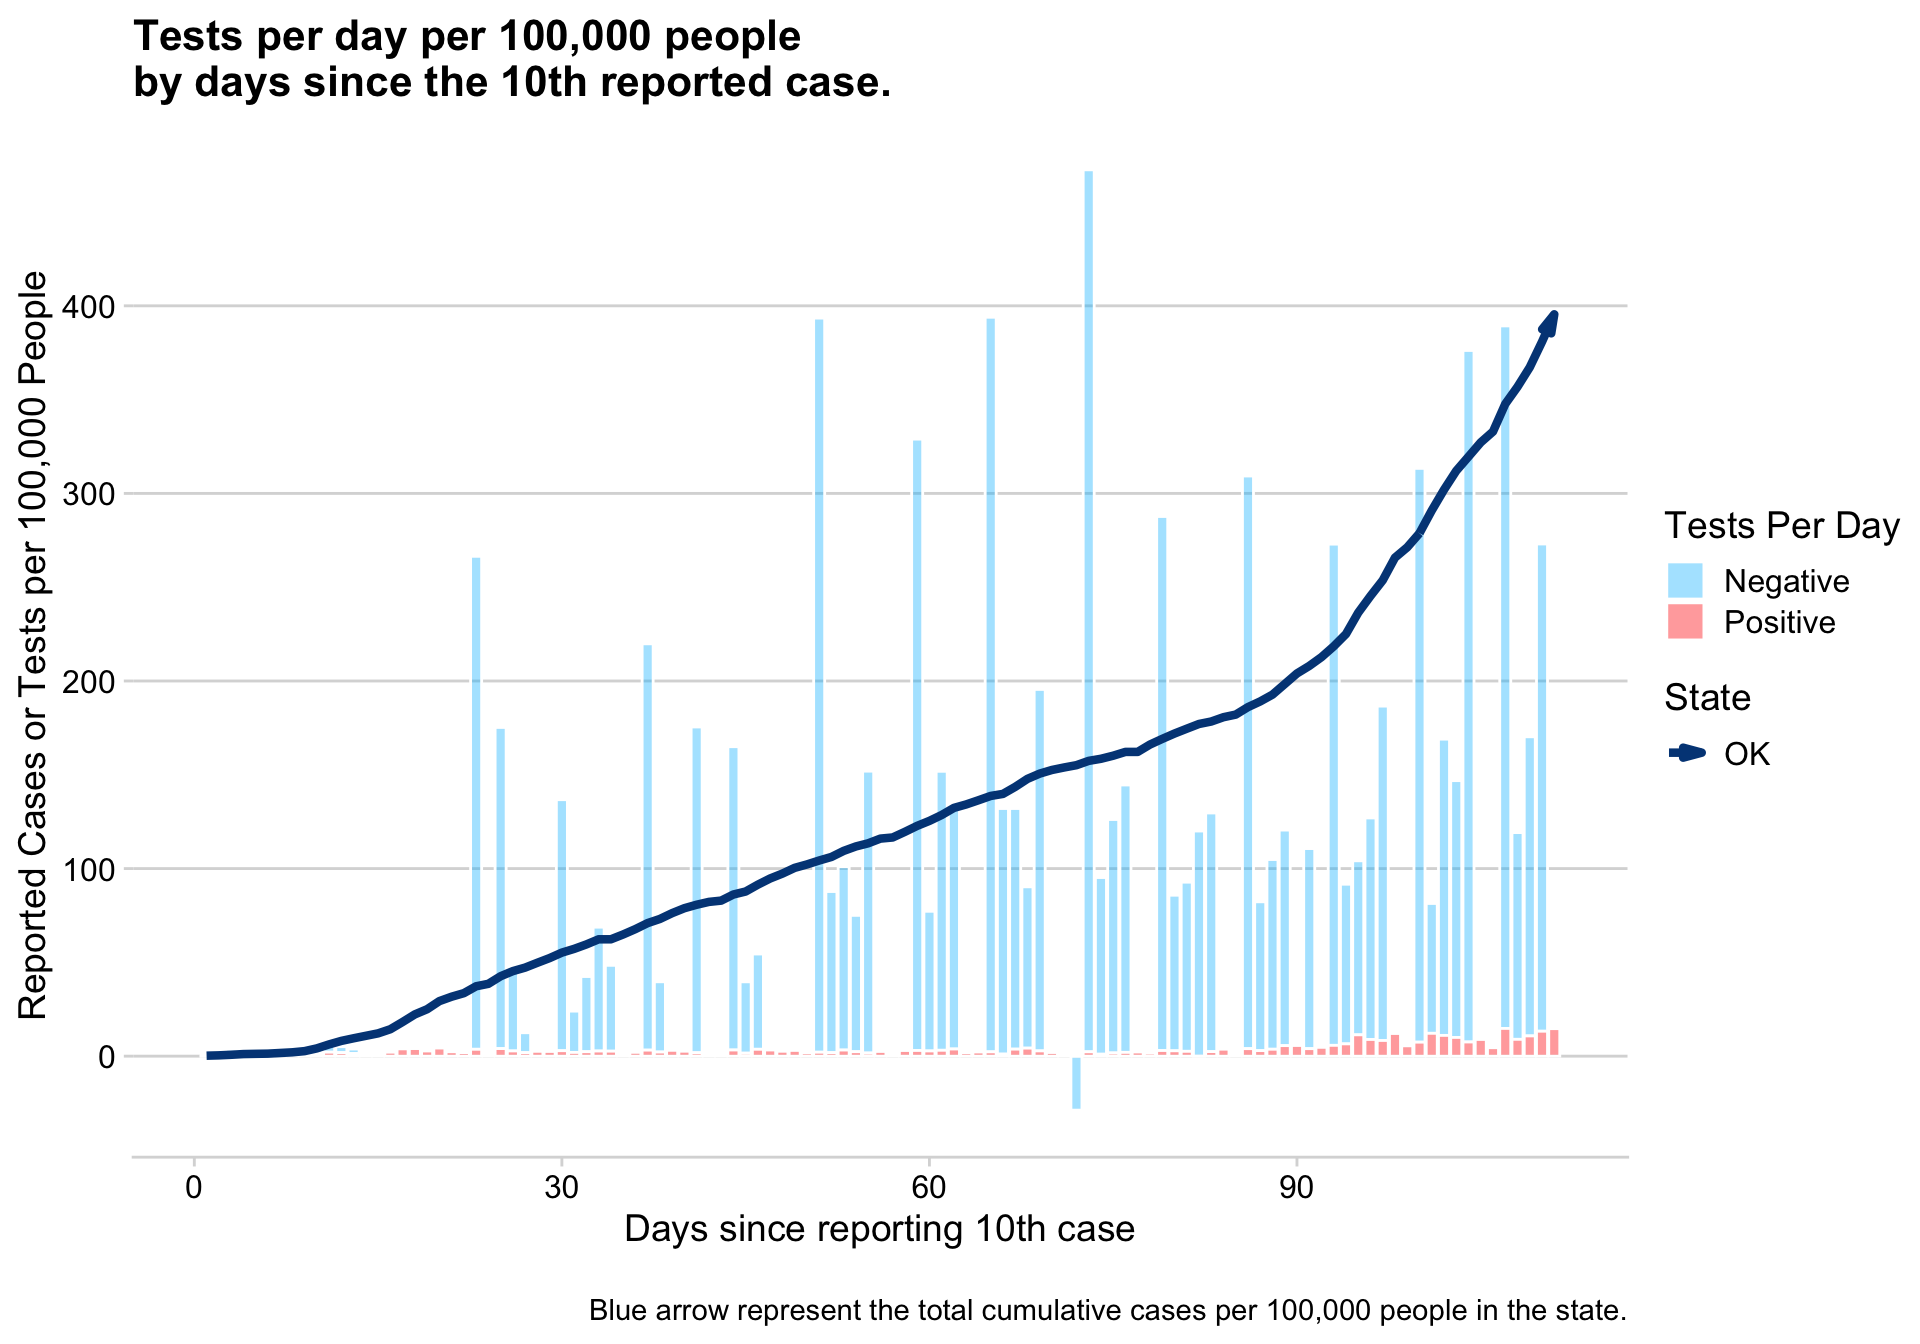 Tests per day per 100,000 people
by days since the 10th reported case.
Reported Cases or Tests per 100,000 People
400
300
200
100
0
0
30
60
90
Days since reporting 10th case
Tests Per Day
Negative
Positive
State
OK
Blue arrow represent the total cumulative cases per 100,000 people in the state.